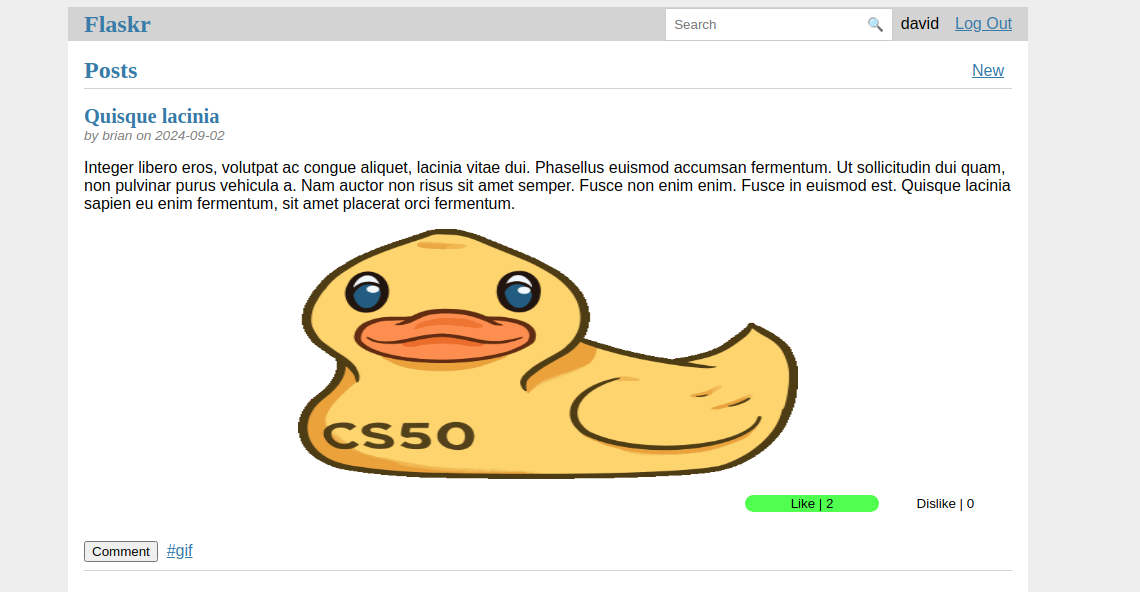 Flaskr
Search 🔍 david Log Out
Posts
New
Quisque lacinia
by brian on 2024-09-02
Integer libero eros, volutpat ac congue aliquet, lacinia vitae dui. Phasellus euismod accumsan fermentum. Ut sollicitudin dui quam,
non pulvinar purus vehicula a. Nam auctor non risus sit amet semper. Fusce non enim enim. Fusce in euismod est. Quisque lacinia
sapien eu enim fermentum, sit amet placerat orci fermentum.
CS50
Like | 2
Dislike | 0
Comment #gif